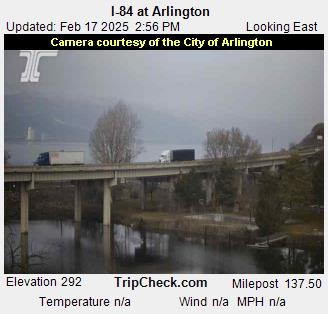 I-84 at Arlington
Updated: Feb 17 2025 2:56 PM Looking East
Camera courtesy of the City of Arlington
Elevation 292 TripCheck.com Milepost 137.50
Temperature n/a Wind n/a MPH n/a